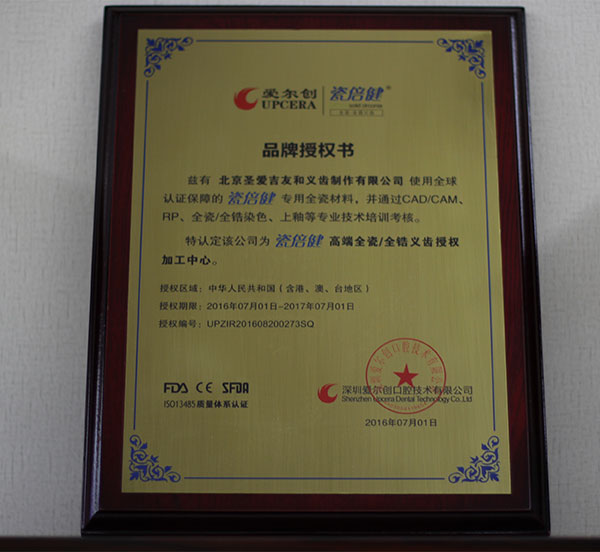 爱尔创 瓷倍健®
UPCERA
品牌授权书
兹有 北京圣爱吉友和义齿制作有限公司 使用全球
认证保障的 瓷倍健 专用全瓷材料，并通过CAD/CAM、
RP、全瓷/全锆染色、上釉等专业技术培训考核。
特认定该公司为 瓷倍健 高端全瓷/全锆义齿授权
加工中心。
授权区域：中华人民共和国（含港、澳、台地区）
授权期限：2016年07月01日-2017年07月01日
授权编号：UPZIR201608200273SQ
FDA CE SFDA
ISO13485质量体系认证
深圳爱尔创口腔技术有限公司
Shenzhen Upcera Dental Technology Co.,Ltd
2016年07月01日